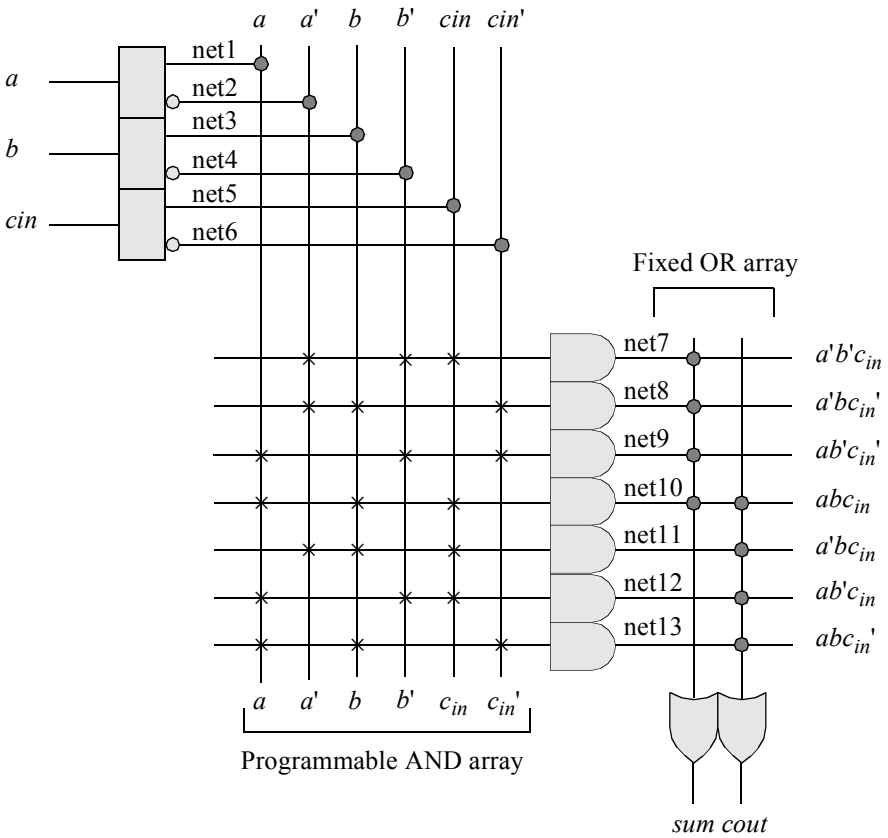 a a' b b' cin cin'
net1
a
net2
net3
b
net4
net5
cin
net6
Fixed OR array
net7 a'b'cin
net8 a'bcin'
net9 ab'cin'
net10 abcin
net11 a'bcin
net12 ab'cin
net13 abcin'
a a' b b' cin cin'
Programmable AND array
sum cout